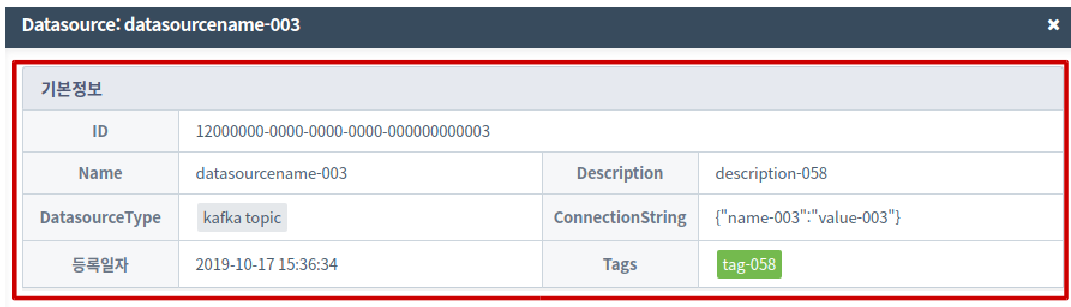 Datasource: datasourcename-003 ✖
기본정보
ID 12000000-0000-0000-0000-000000000003
Name datasourcename-003 Description description-058
DatasourceType kafka topic ConnectionString {"name-003":"value-003"}
등록일자 2019-10-17 15:36:34 Tags tag-058